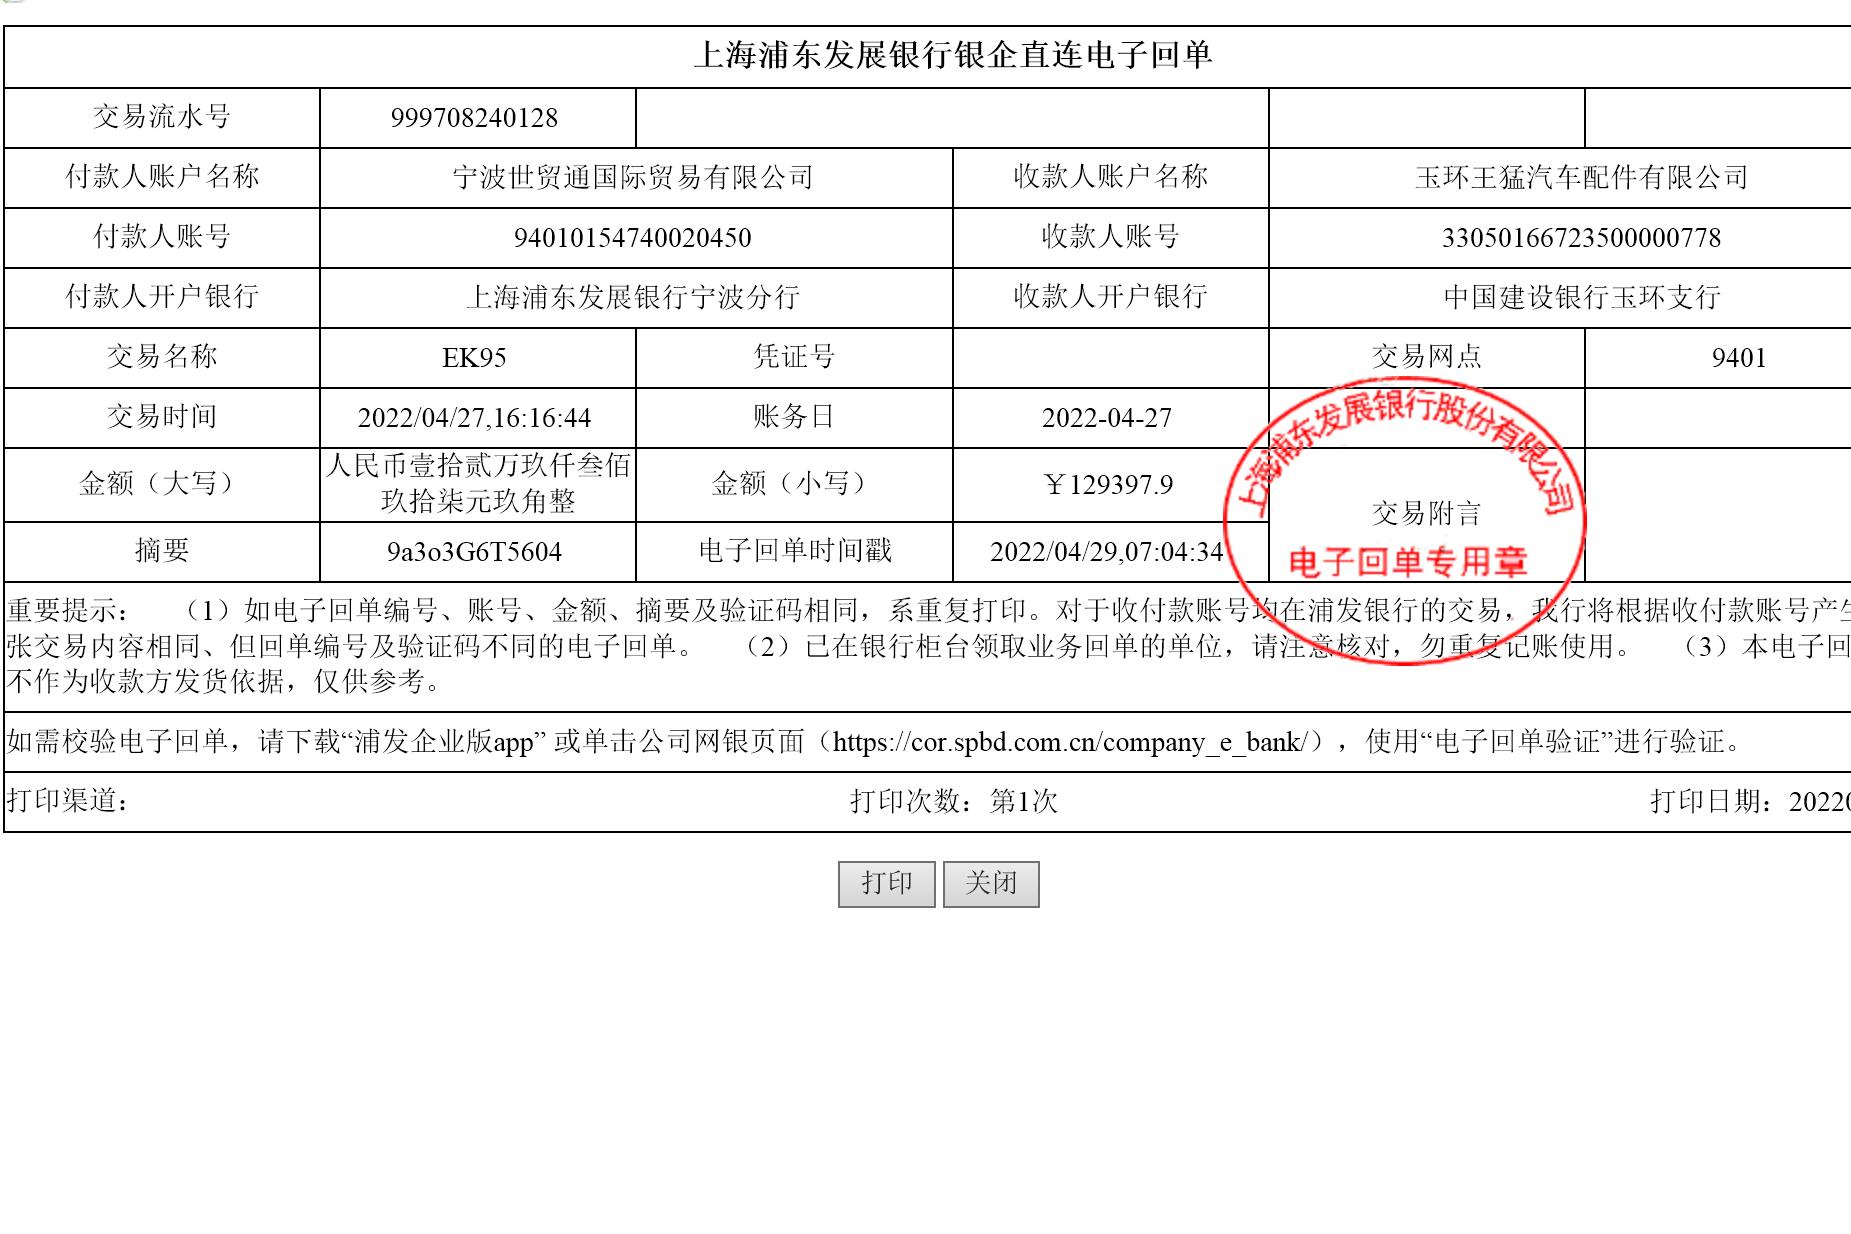 上海浦东发展银行银企直连电子回单
交易流水号 999708240128
付款人账户名称 宁波世贸通国际贸易有限公司 收款人账户名称 玉环王猛汽车配件有限公司
付款人账号 94010154740020450 收款人账号 33050166723500000778
付款人开户银行 上海浦东发展银行宁波分行 收款人开户银行 中国建设银行玉环支行
交易名称 EK95 凭证号 交易网点 9401
交易时间 2022/04/27,16:16:44 账务日 2022-04-27
金额（大写） 人民币壹拾贰万玖仟叁佰
玖拾柒元玖角整 金额（小写） ￥129397.9
上海浦东发展银行股份有限公司
交易附言
电子回单专用章
摘要 9a3o3G6T5604 电子回单时间戳 2022/04/29,07:04:34
重要提示： （1）如电子回单编号、账号、金额、摘要及验证码相同，系重复打印。对于收付款账号均在浦发银行的交易，我行将根据收付款账号产生
张交易内容相同、但回单编号及验证码不同的电子回单。 （2）已在银行柜台领取业务回单的单位，请注意核对，勿重复记账使用。 （3）本电子回
不作为收款方发货依据，仅供参考。
如需校验电子回单，请下载“浦发企业版app” 或单击公司网银页面（https://cor.spbd.com.cn/company_e_bank/），使用“电子回单验证”进行验证。
打印渠道： 打印次数：第1次 打印日期：2022
打印 关闭